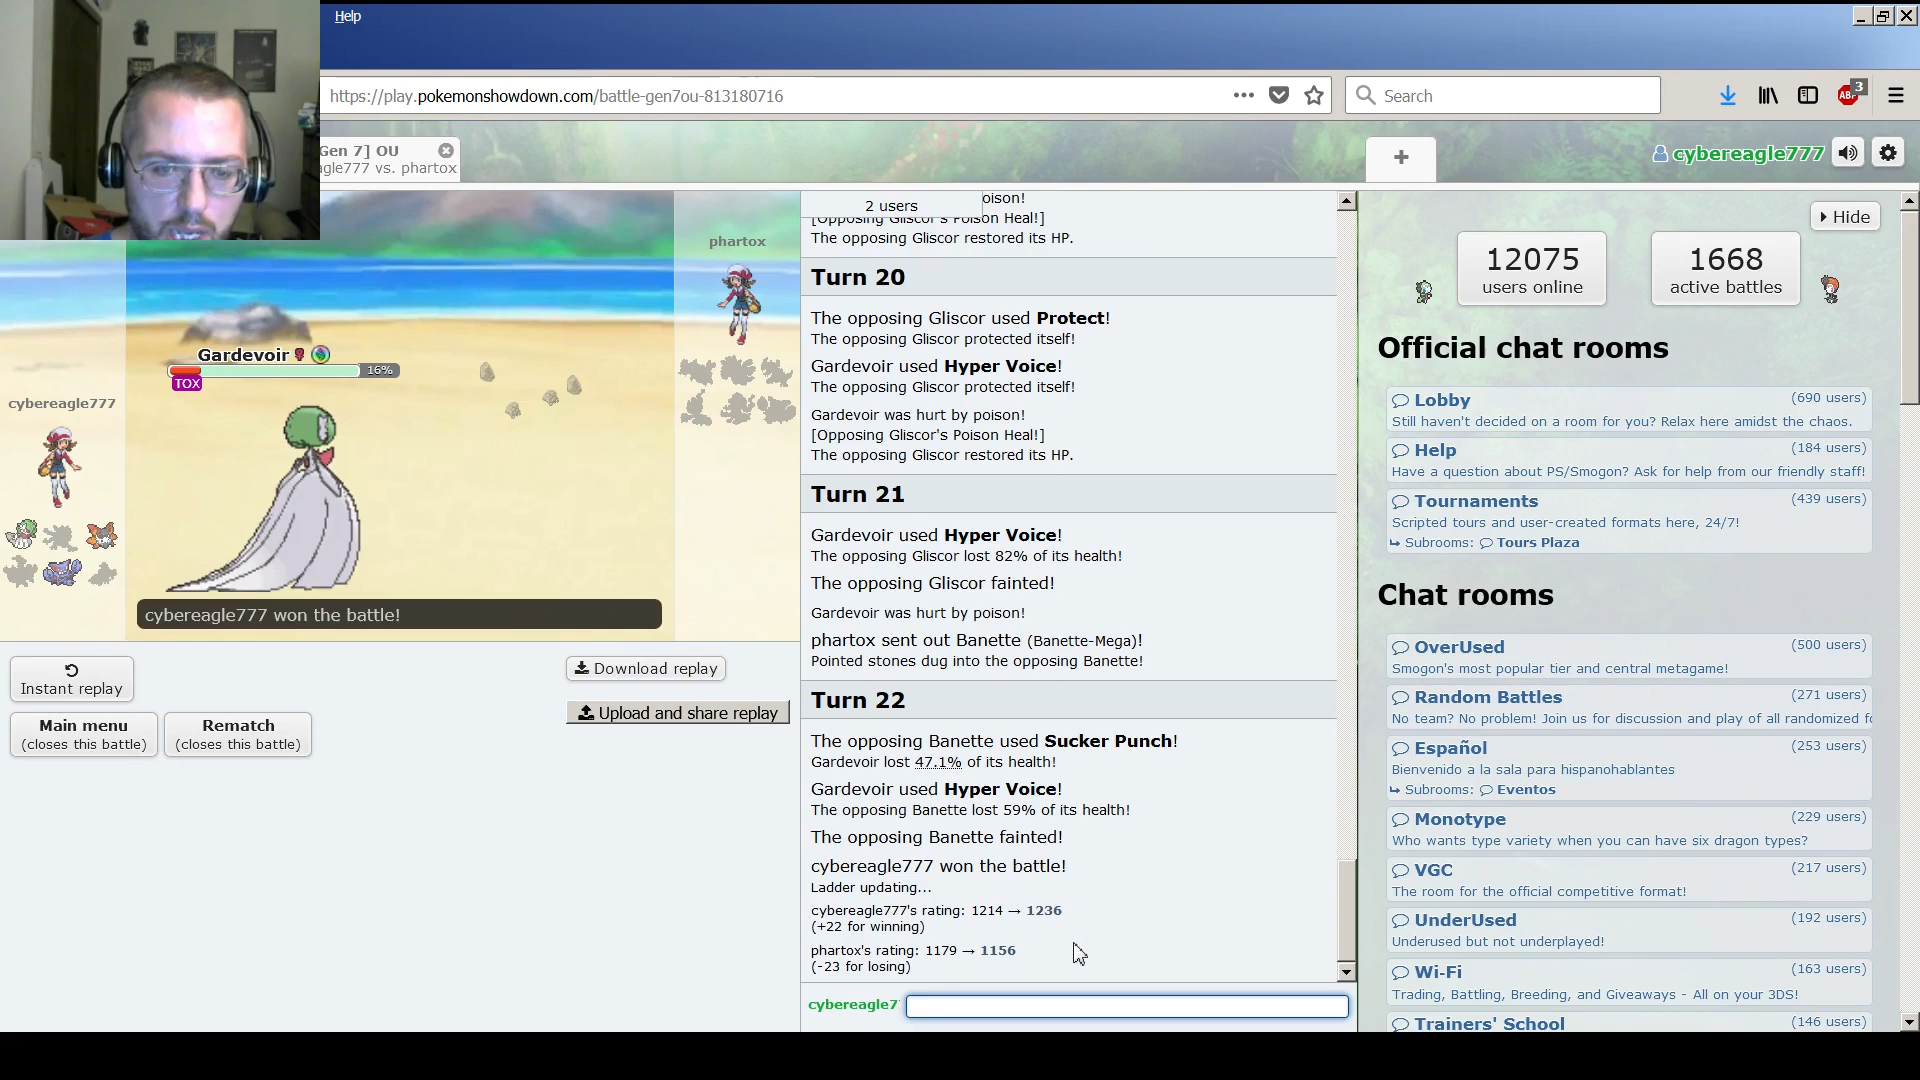 Help
https://play.pokemonshowdown.com/battle-gen7ou-813180716
Search
ABP
3
Gen 7] OU
agle777 vs. phartox
+
cybereagle777
phartox
Gardevoir
16%
TOX
cybereagle777
cybereagle777 won the battle!
Instant replay
Download replay
Upload and share replay
Main menu
(closes this battle)
Rematch
(closes this battle)
2 users
oison!
[Opposing Gliscor's Poison Heal!]
The opposing Gliscor restored its HP.
Turn 20
The opposing Gliscor used Protect!
The opposing Gliscor protected itself!
Gardevoir used Hyper Voice!
The opposing Gliscor protected itself!
Gardevoir was hurt by poison!
[Opposing Gliscor's Poison Heal!]
The opposing Gliscor restored its HP.
Turn 21
Gardevoir used Hyper Voice!
The opposing Gliscor lost 82% of its health!
The opposing Gliscor fainted!
Gardevoir was hurt by poison!
phartox sent out Banette (Banette-Mega)!
Pointed stones dug into the opposing Banette!
Turn 22
The opposing Banette used Sucker Punch!
Gardevoir lost 47.1% of its health!
Gardevoir used Hyper Voice!
The opposing Banette lost 59% of its health!
The opposing Banette fainted!
cybereagle777 won the battle!
Ladder updating...
cybereagle777's rating: 1214 → 1236
(+22 for winning)
phartox's rating: 1179 → 1156
(-23 for losing)
cybereagle7
Hide
12075
users online
1668
active battles
Official chat rooms
Lobby (690 users)
Still haven't decided on a room for you? Relax here amidst the chaos.
Help (184 users)
Have a question about PS/Smogon? Ask for help from our friendly staff!
Tournaments (439 users)
Scripted tours and user-created formats here, 24/7!
Subrooms: Tours Plaza
Chat rooms
OverUsed (500 users)
Smogon's most popular tier and central metagame!
Random Battles (271 users)
No team? No problem! Join us for discussion and play of all randomized fo
Español (253 users)
Bienvenido a la sala para hispanohablantes
Subrooms: Eventos
Monotype (229 users)
Who wants type variety when you can have six dragon types?
VGC (217 users)
The room for the official competitive format!
UnderUsed (192 users)
Underused but not underplayed!
Wi-Fi (163 users)
Trading, Battling, Breeding, and Giveaways - All on your 3DS!
Trainers' School (146 users)